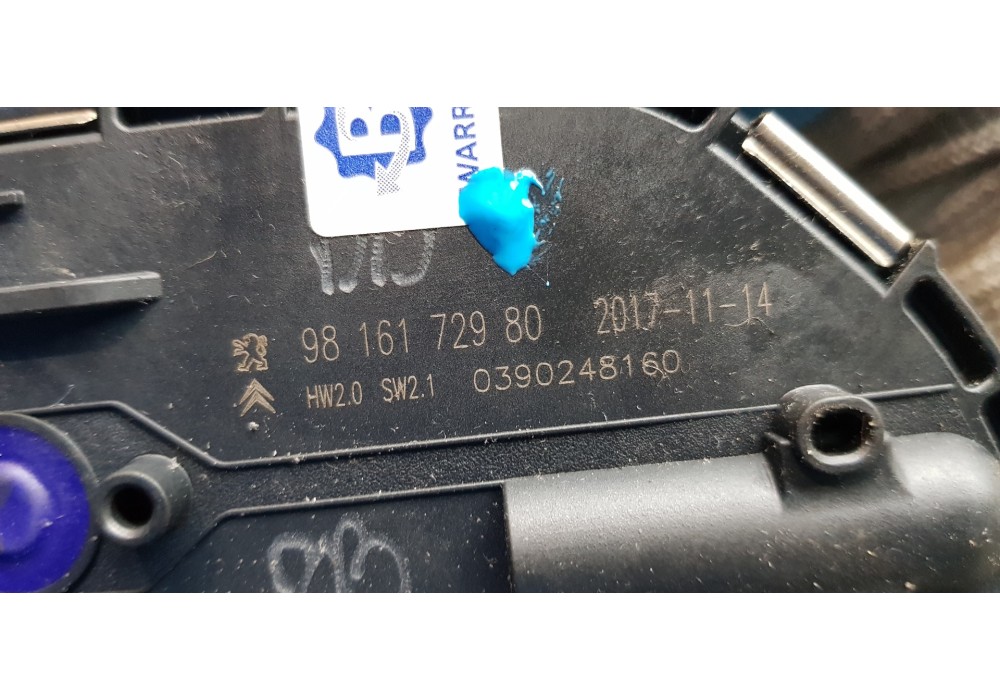 B
WARR
98 161 729 80 2017-11-14
HW2.0 SW2.1 0390248160